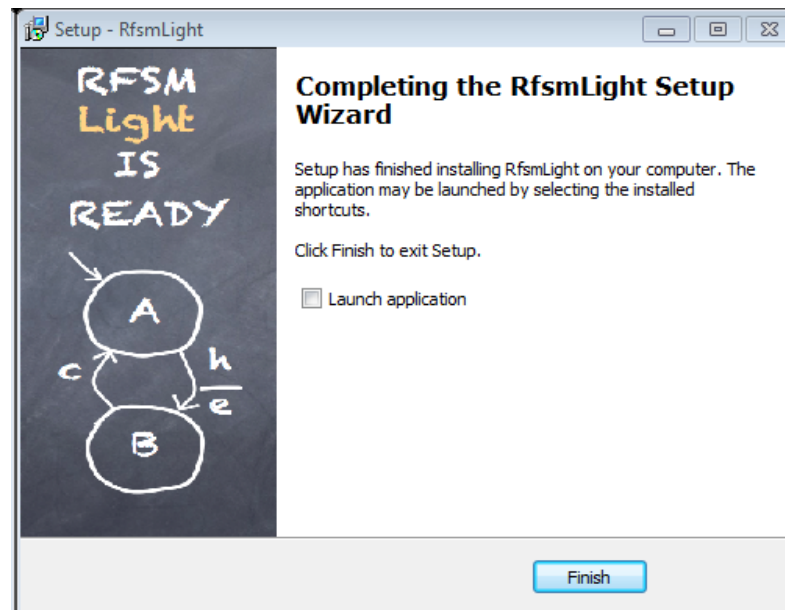 Setup - RfsmLight
RFSM
Light
IS
READY
A
c
h
e
B
Completing the RfsmLight Setup
Wizard
Setup has finished installing RfsmLight on your computer. The
application may be launched by selecting the installed
shortcuts.
Click Finish to exit Setup.
Launch application
Finish